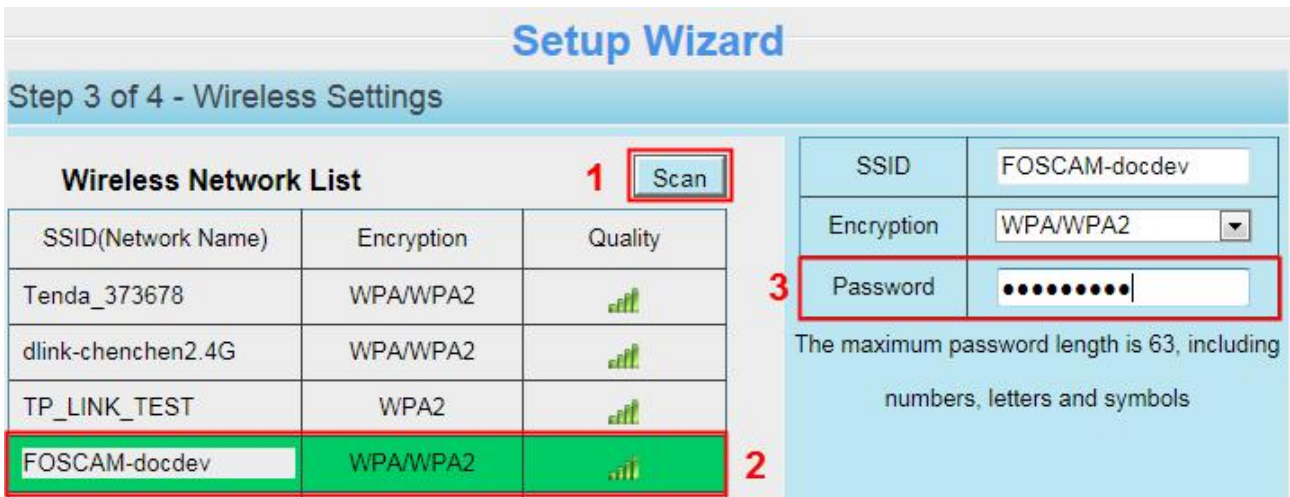 Setup Wizard
Step 3 of 4 - Wireless Settings
Wireless Network List 1 Scan
SSID(Network Name) Encryption Quality
Tenda_373678 WPA/WPA2
dlink-chenchen2.4G WPA/WPA2
TP_LINK_TEST WPA2
FOSCAM-docdev WPA/WPA2 2
SSID FOSCAM-docdev
Encryption WPA/WPA2
3 Password •••••••••
The maximum password length is 63, including
numbers, letters and symbols